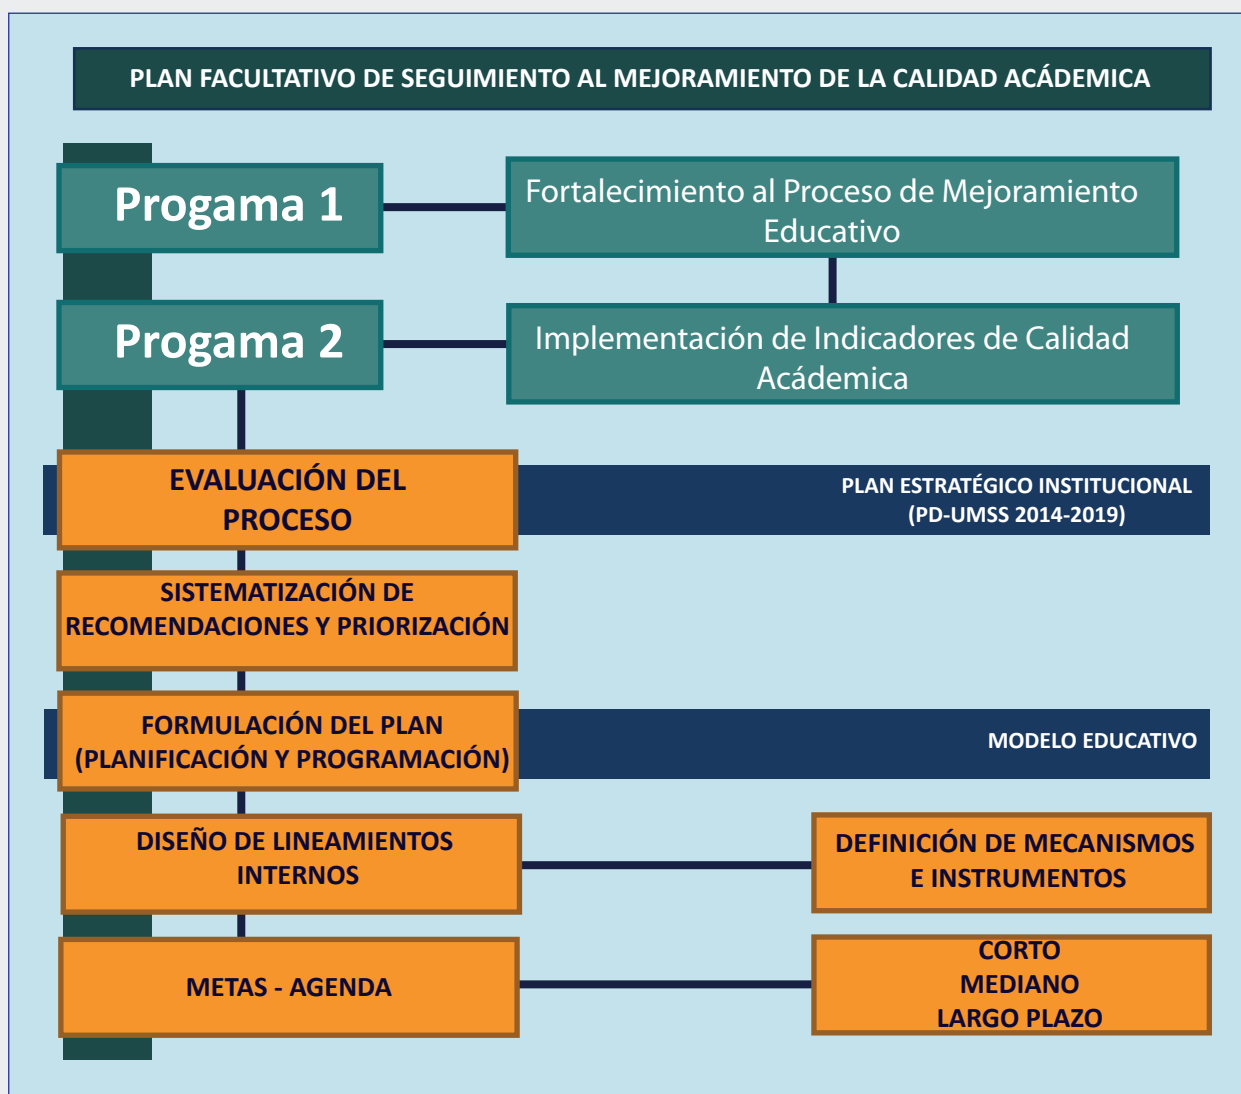 PLAN FACULTATIVO DE SEGUIMIENTO AL MEJORAMIENTO DE LA CALIDAD ACÁDEMICA
Progama 1
Fortalecimiento al Proceso de Mejoramiento
Educativo
Progama 2
Implementación de Indicadores de Calidad
Acádemica
EVALUACIÓN DEL
PROCESO
PLAN ESTRATÉGICO INSTITUCIONAL
(PD-UMSS 2014-2019)
SISTEMATIZACIÓN DE
RECOMENDACIONES Y PRIORIZACIÓN
FORMULACIÓN DEL PLAN
(PLANIFICACIÓN Y PROGRAMACIÓN)
MODELO EDUCATIVO
DISEÑO DE LINEAMIENTOS
INTERNOS
DEFINICIÓN DE MECANISMOS
E INSTRUMENTOS
METAS - AGENDA
CORTO
MEDIANO
LARGO PLAZO